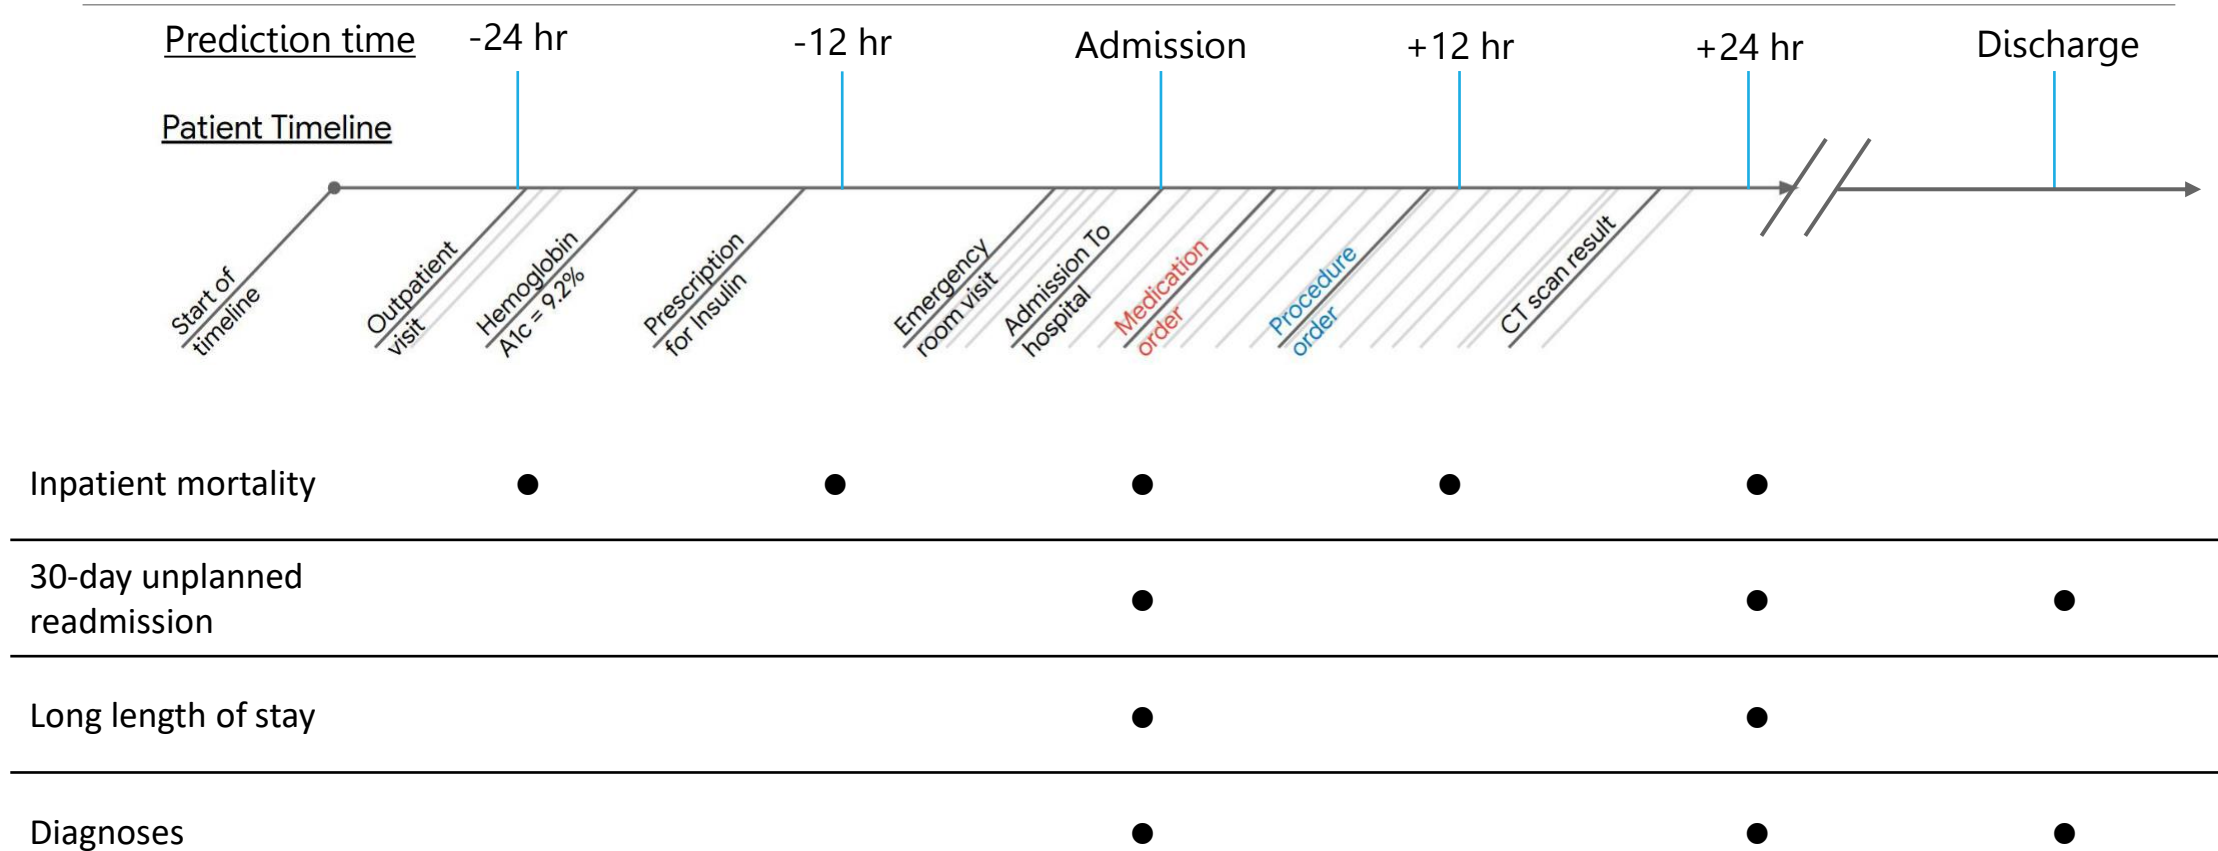 Prediction time -24 hr -12 hr Admission +12 hr +24 hr Discharge
Patient Timeline
Start of
timeline
Outpatient
visit
Hemoglobin
A1c = 9.2%
Prescription
for Insulin
Emergency
room visit
Admission To
hospital
Medication
order
Procedure
order
CT scan result
Inpatient mortality
30-day unplanned
readmission
Long length of stay
Diagnoses